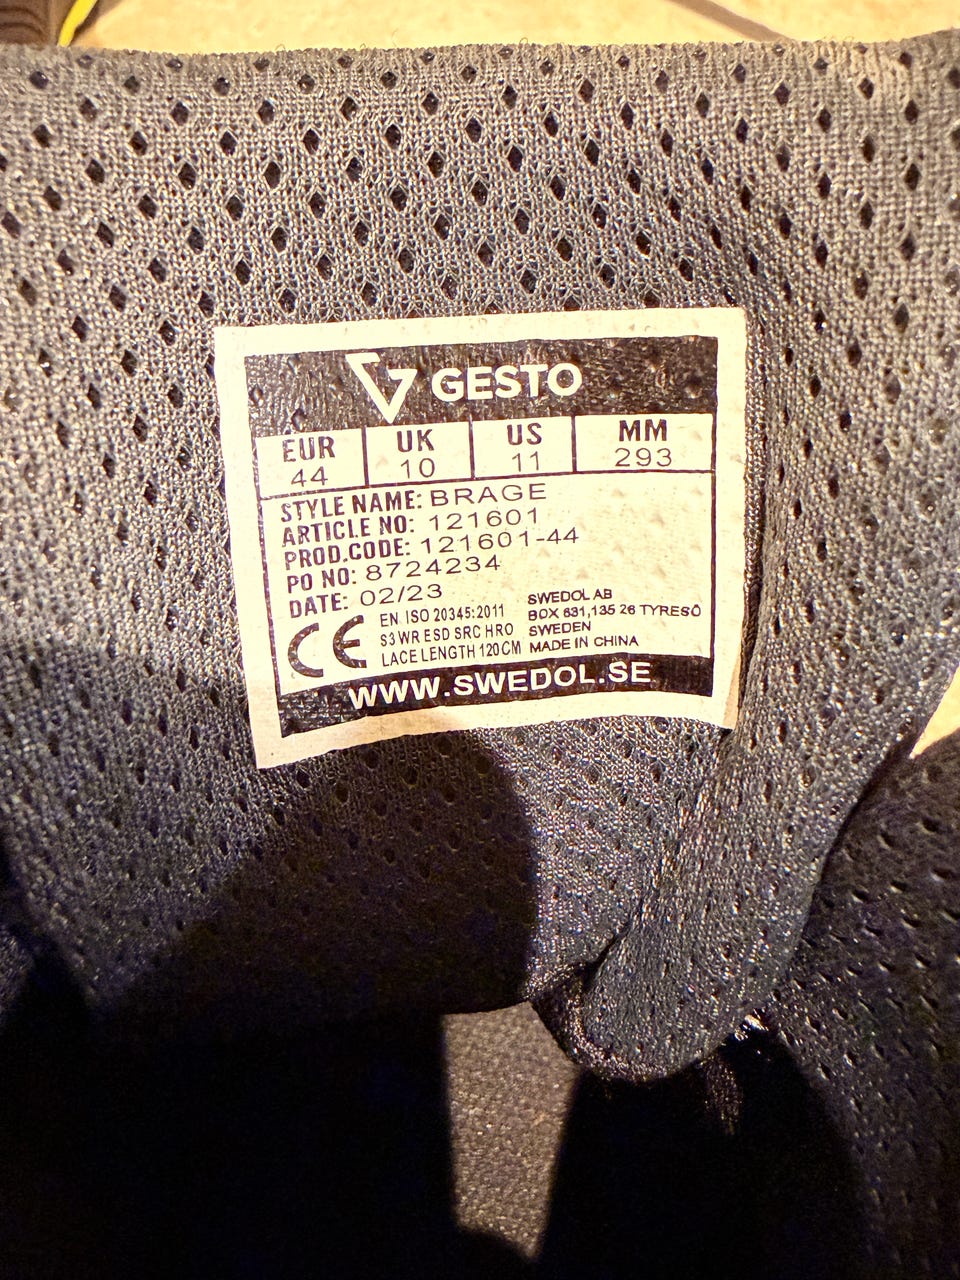 GESTO
EUR UK US MM
44 10 11 293
STYLE NAME: BRAGE
ARTICLE NO: 121601
PROD.CODE: 121601-44
PO NO: 8724234
DATE: 02/23
CE EN ISO 20345:2011
S3 WR ESD SRC HRO
LACE LENGTH 120CM
SWEDOL AB
BOX 631,135 26 TYRESÖ
SWEDEN
MADE IN CHINA
WWW.SWEDOL.SE